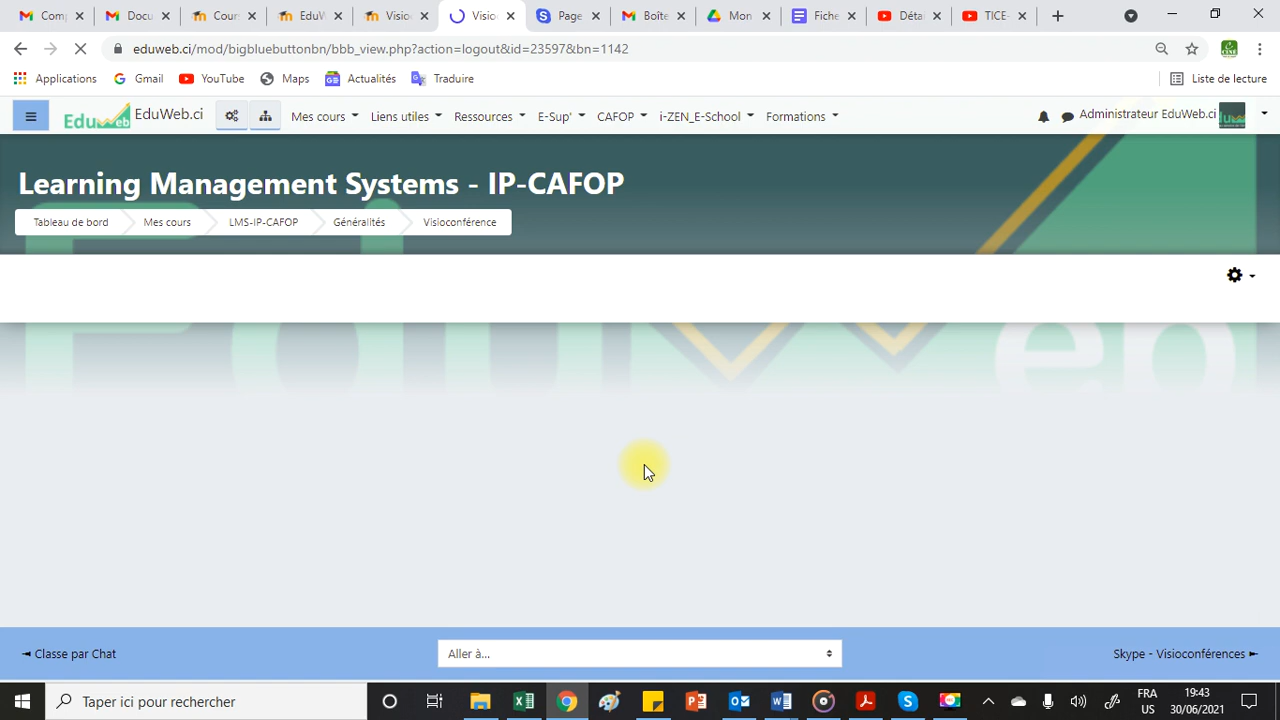 Comp
Docu
Cours
EduW
Visio
Visio
Page
Boîte
Mon
Fiche
Détai
TICE-
eduweb.ci/mod/bigbluebuttonbn/bbb_view.php?action=logout&id=23597&bn=1142
Applications
Gmail
YouTube
Maps
Actualités
Traduire
Liste de lecture
Eduweb
EduWeb.ci
Mes cours
Liens utiles
Ressources
E-Sup'
CAFOP
i-ZEN_E-School
Formations
Administrateur EduWeb.ci
Learning Management Systems - IP-CAFOP
Tableau de bord
Mes cours
LMS-IP-CAFOP
Généralités
Visioconférence
◄ Classe par Chat
Aller à...
Skype - Visioconférences ►
Taper ici pour rechercher
FRA
US
19:43
30/06/2021